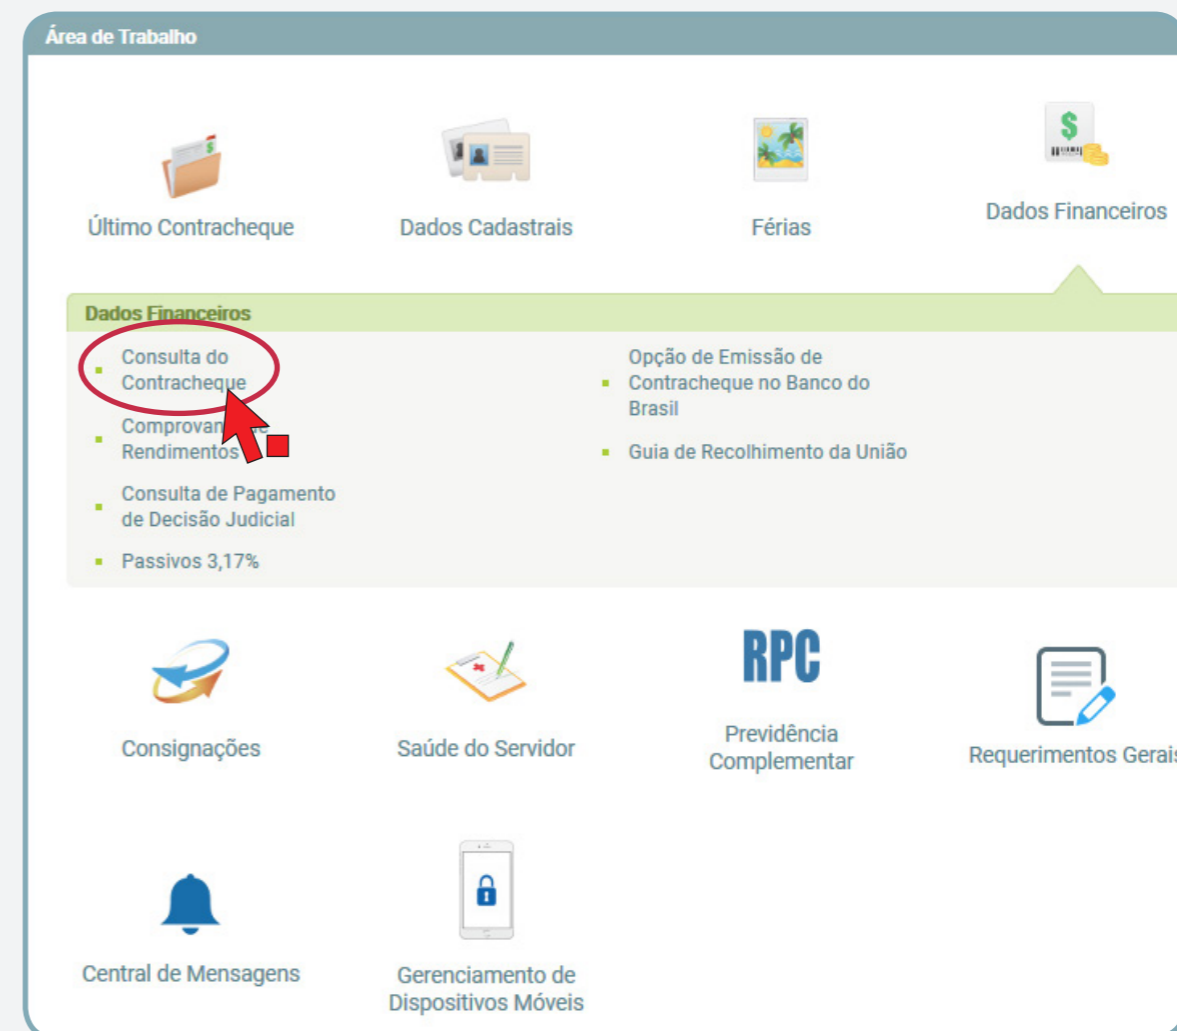 Área de Trabalho
Último Contracheque
Dados Cadastrais
Férias
Dados Financeiros
Dados Financeiros
Consulta do
Contracheque
Rendimentos
Consulta de Pagamento
de Decisão Judicial
Passivos 3,17%
Opção de Emissão de
Contracheque no Banco do
Brasil
Guia de Recolhimento da União
Consignações
Saúde do Servidor
RPC
Previdência
Complementar
Requerimentos Gerais
Central de Mensagens
Gerenciamento de
Dispositivos Móveis